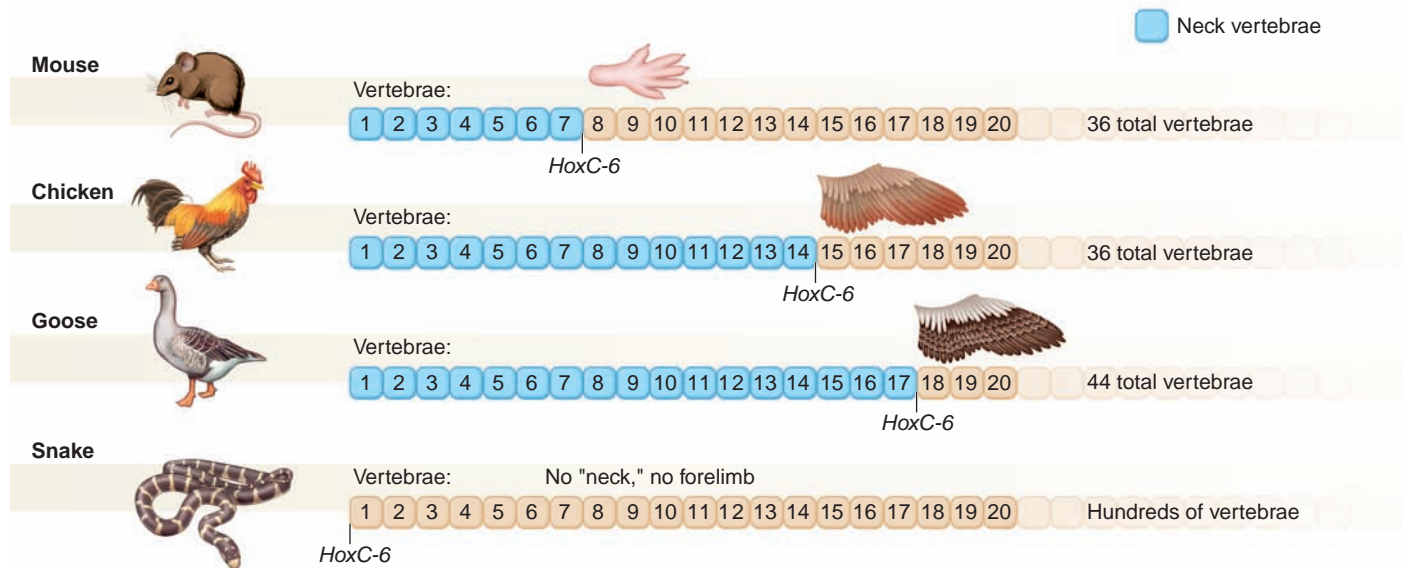 Neck vertebrae
Mouse
Vertebrae:
1 2 3 4 5 6 7 8 9 10 11 12 13 14 15 16 17 18 19 20 36 total vertebrae
HoxC-6
Chicken
Vertebrae:
1 2 3 4 5 6 7 8 9 10 11 12 13 14 15 16 17 18 19 20 36 total vertebrae
HoxC-6
Goose
Vertebrae:
1 2 3 4 5 6 7 8 9 10 11 12 13 14 15 16 17 18 19 20 44 total vertebrae
HoxC-6
Snake
Vertebrae: No "neck," no forelimb
1 2 3 4 5 6 7 8 9 10 11 12 13 14 15 16 17 18 19 20 Hundreds of vertebrae
HoxC-6